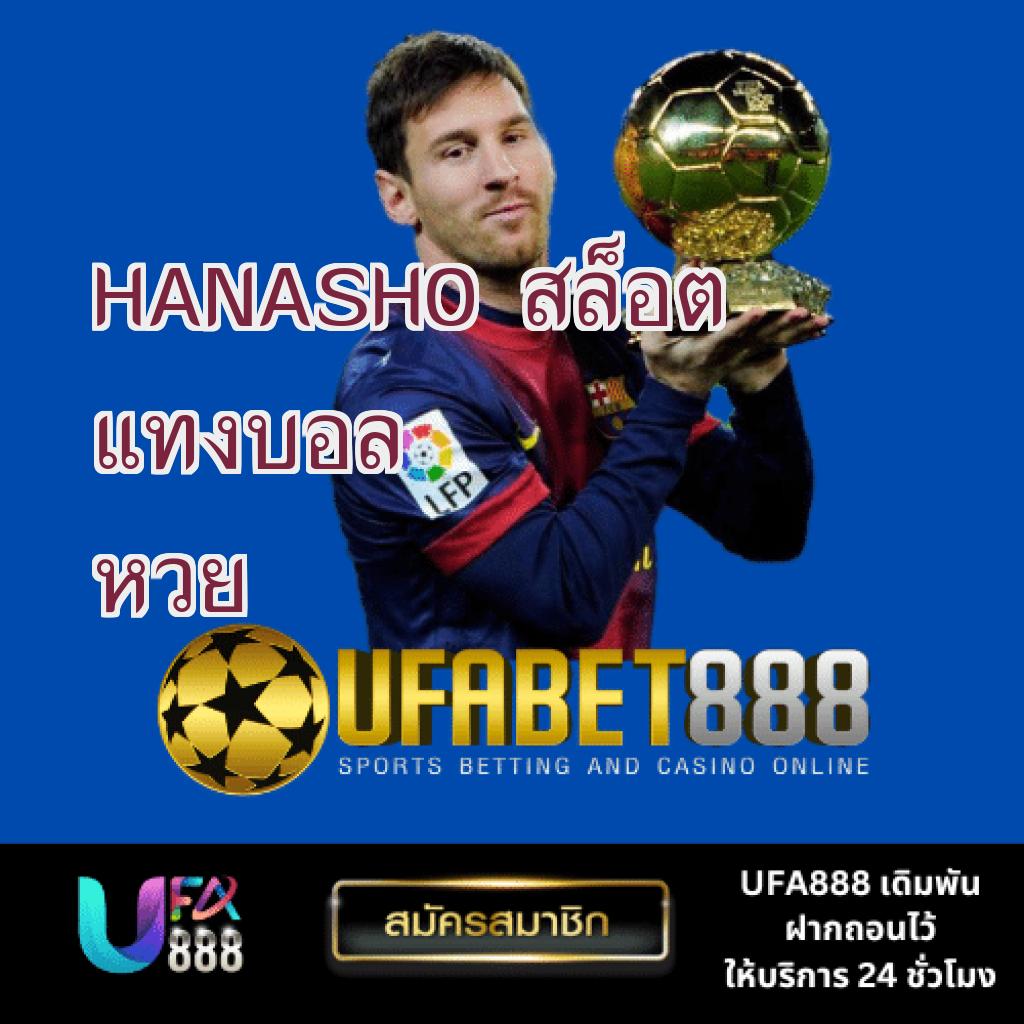 HANASHO สล็อต
แทงบอล
หวย
LFP
UFABET888
SPORTS BETTING AND CASINO ONLINE
UFA
888
สมัครสมาชิก
UFA888 เดิมพัน
ฝากถอนไว้
ให้บริการ 24 ชั่วโมง